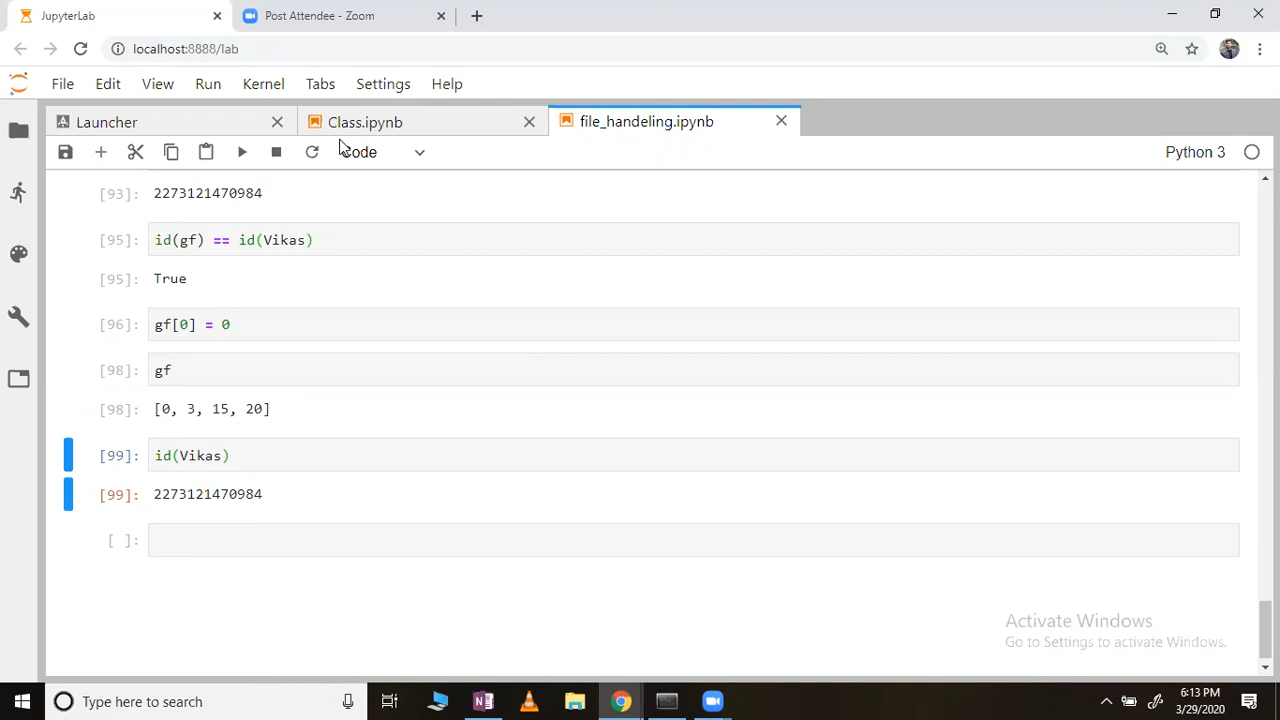 JupyterLab
Post Attendee - Zoom
localhost:8888/lab
File Edit View Run Kernel Tabs Settings Help
Launcher
Class.ipynb
file_handeling.ipynb
Code
Python 3
[93]: 2273121470984
[95]: id(gf) == id(Vikas)
[95]: True
[96]: gf[0] = 0
[98]: gf
[98]: [0, 3, 15, 20]
[99]: id(Vikas)
[99]: 2273121470984
[ ]:
Activate Windows
Go to Settings to activate Windows.
Type here to search
6:13 PM
3/29/2020